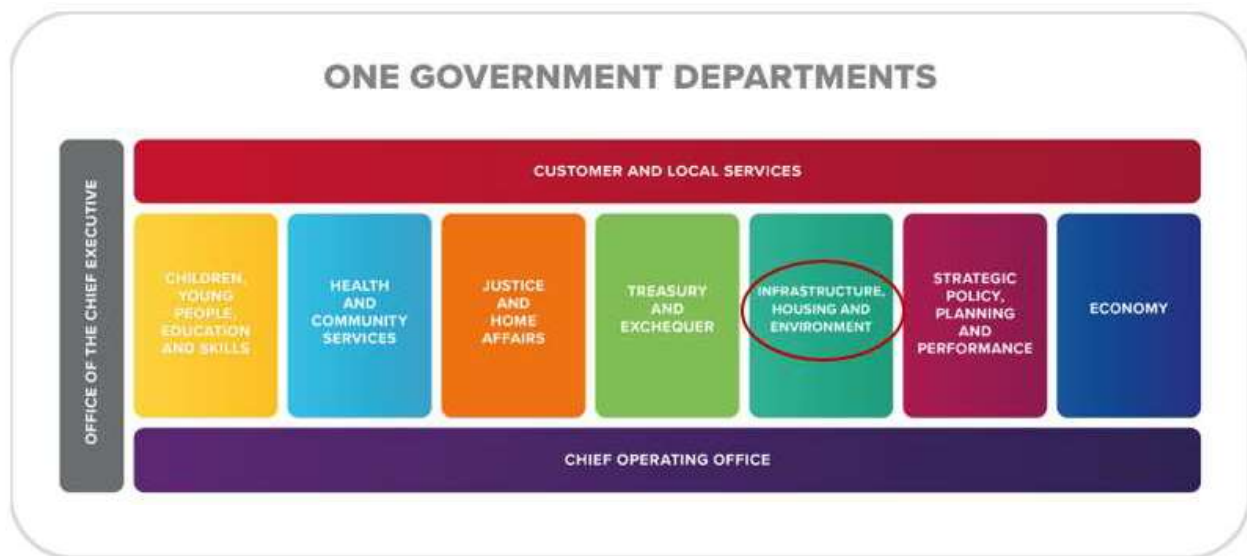 ONE GOVERNMENT DEPARTMENTS
OFFICE OF THE CHIEF EXECUTIVE
CUSTOMER AND LOCAL SERVICES
CHILDREN,
YOUNG
PEOPLE,
EDUCATION
AND SKILLS
HEALTH
AND
COMMUNITY
SERVICES
JUSTICE
AND
HOME
AFFAIRS
TREASURY
AND
EXCHEQUER
INFRASTRUCTURE,
HOUSING AND
ENVIRONMENT
STRATEGIC
POLICY,
PLANNING
AND
PERFORMANCE
ECONOMY
CHIEF OPERATING OFFICE